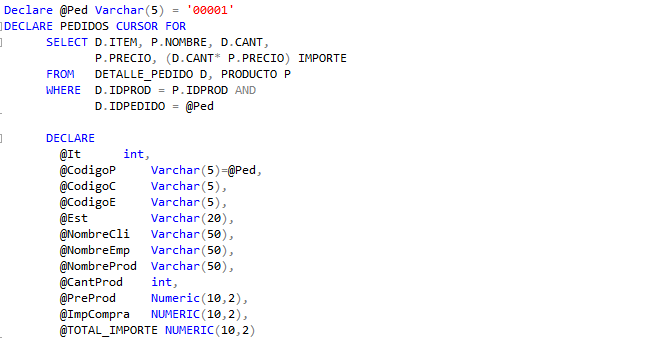 Declare @Ped Varchar(5) = '00001'
DECLARE PEDIDOS CURSOR FOR
SELECT D.ITEM, P.NOMBRE, D.CANT,
P.PRECIO, (D.CANT* P.PRECIO) IMPORTE
FROM DETALLE_PEDIDO D, PRODUCTO P
WHERE D.IDPROD = P.IDPROD AND
D.IDPEDIDO = @Ped
DECLARE
@It int,
@CodigoP Varchar(5)=@Ped,
@CodigoC Varchar(5),
@CodigoE Varchar(5),
@Est Varchar(20),
@NombreCli Varchar(50),
@NombreEmp Varchar(50),
@NombreProd Varchar(50),
@CantProd int,
@PreProd Numeric(10,2),
@ImpCompra NUMERIC(10,2),
@TOTAL_IMPORTE NUMERIC(10,2)